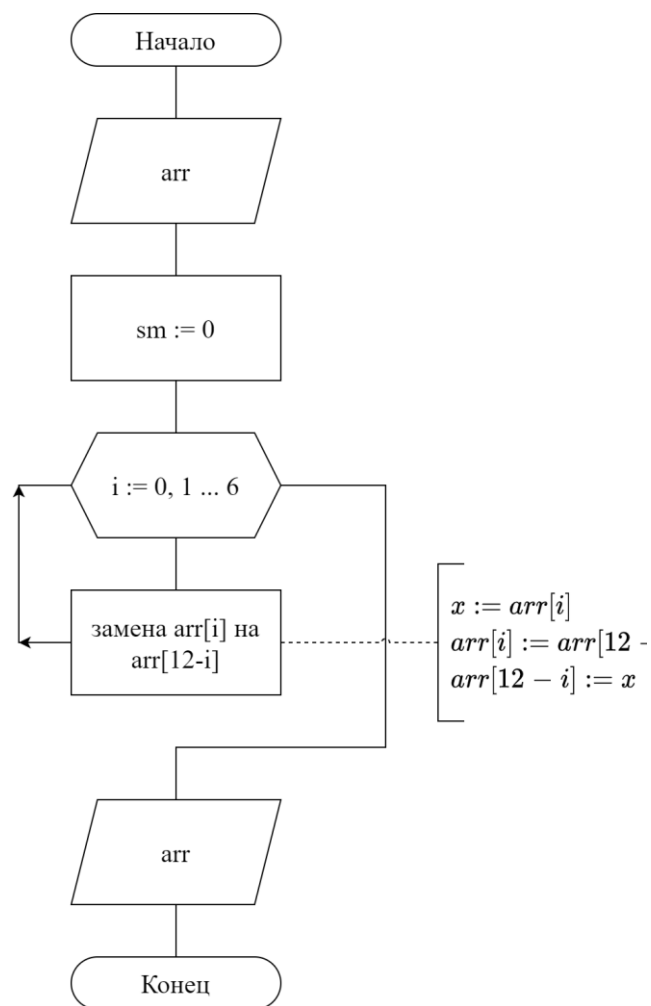 Начало
arr
sm := 0
i := 0, 1 ... 6
замена arr[i] на
arr[12-i]
x := arr[i]
arr[i] := arr[12 -
arr[12 − i] := x
arr
Конец